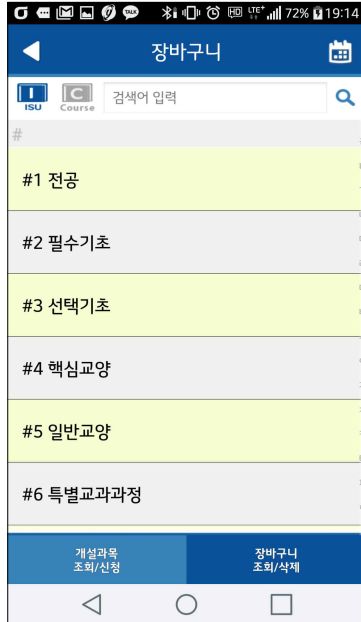 TALK HD LTE+ 72% 19:14
장바구니
I C 검색어 입력
ISU Course
#
#1 전공
#2 필수기초
#3 선택기초
#4 핵심교양
#5 일반교양
#6 특별교과과정
개설과목 장바구니
조회/신청 조회/삭제